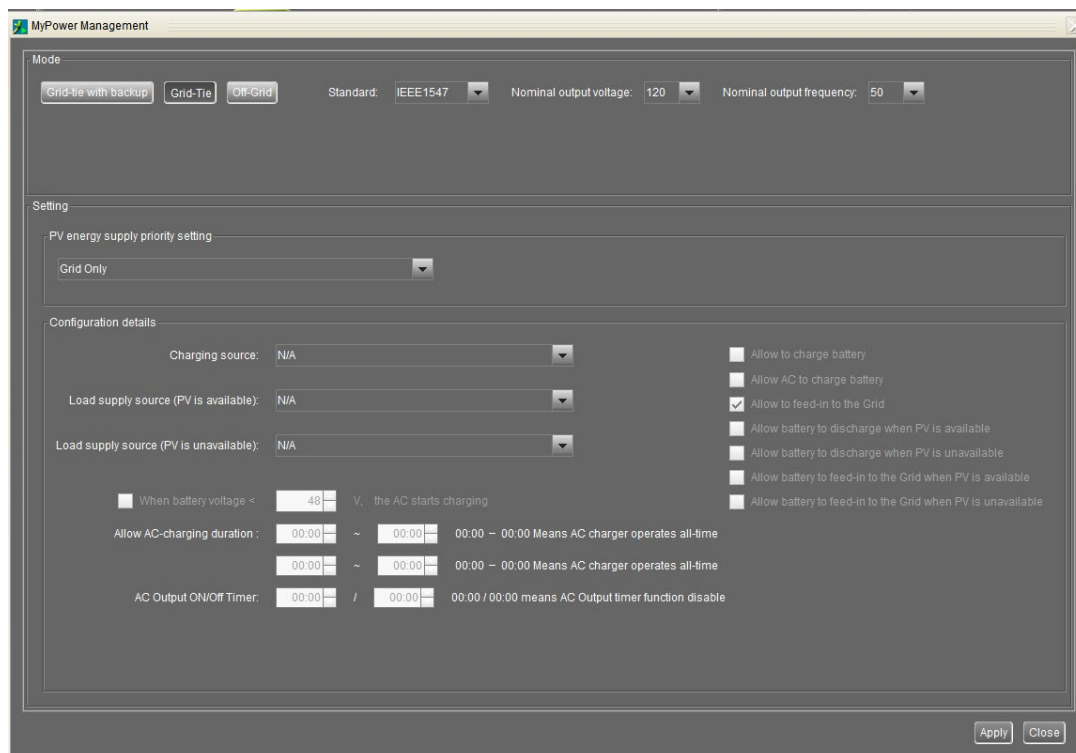 MyPower Management
Mode
Grid-tie with backup Grid-Tie Off-Grid Standard: IEEE1547 Nominal output voltage: 120 Nominal output frequency: 50
Setting
PV energy supply priority setting
Grid Only
Configuration details
Charging source: N/A
Load supply source (PV is available): N/A
Load supply source (PV is unavailable): N/A
When battery voltage < 48 V, the AC starts charging
Allow AC-charging duration : 00:00 ~ 00:00 00:00 – 00:00 Means AC charger operates all-time
00:00 ~ 00:00 00:00 – 00:00 Means AC charger operates all-time
AC Output ON/Off Timer: 00:00 / 00:00 00:00 / 00:00 means AC Output timer function disable
Allow to charge battery
Allow AC to charge battery
Allow to feed-in to the Grid
Allow battery to discharge when PV is available
Allow battery to discharge when PV is unavailable
Allow battery to feed-in to the Grid when PV is available
Allow battery to feed-in to the Grid when PV is unavailable
Apply Close